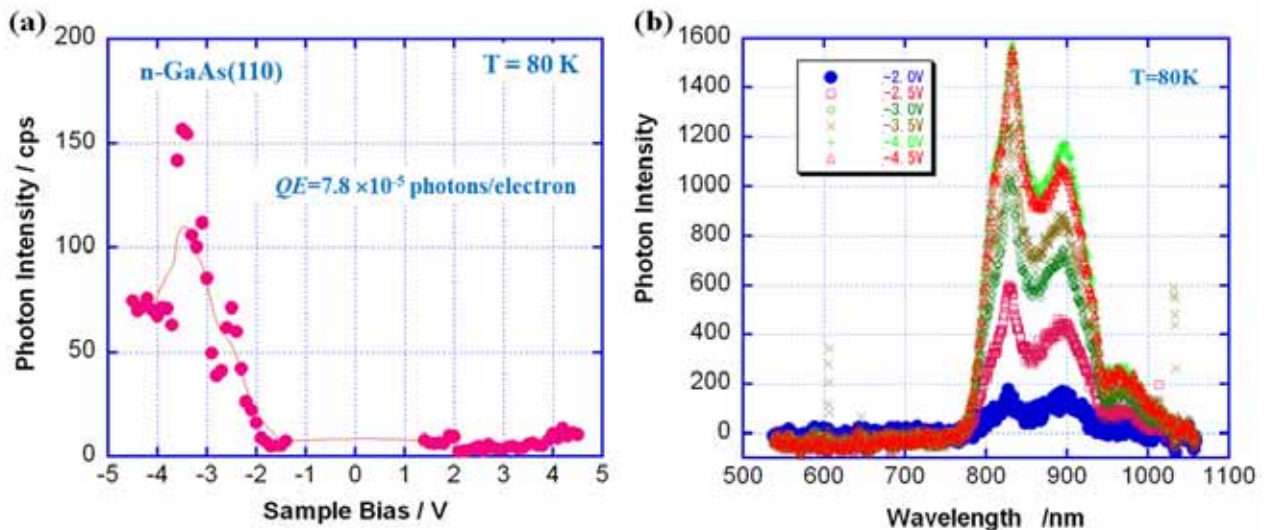 (a)
200
150
100
50
0
Photon Intensity / cps
n-GaAs(110)
T = 80 K
QE=7.8 ×10⁻⁵ photons/electron
-5 -4 -3 -2 -1 0 1 2 3 4 5
Sample Bias / V
(b)
1600
1400
1200
1000
800
600
400
200
0
Photon Intensity
-2.0V
-2.5V
-3.0V
-3.5V
-4.0V
-4.5V
T=80K
500 600 700 800 900 1000 1100
Wavelength /nm